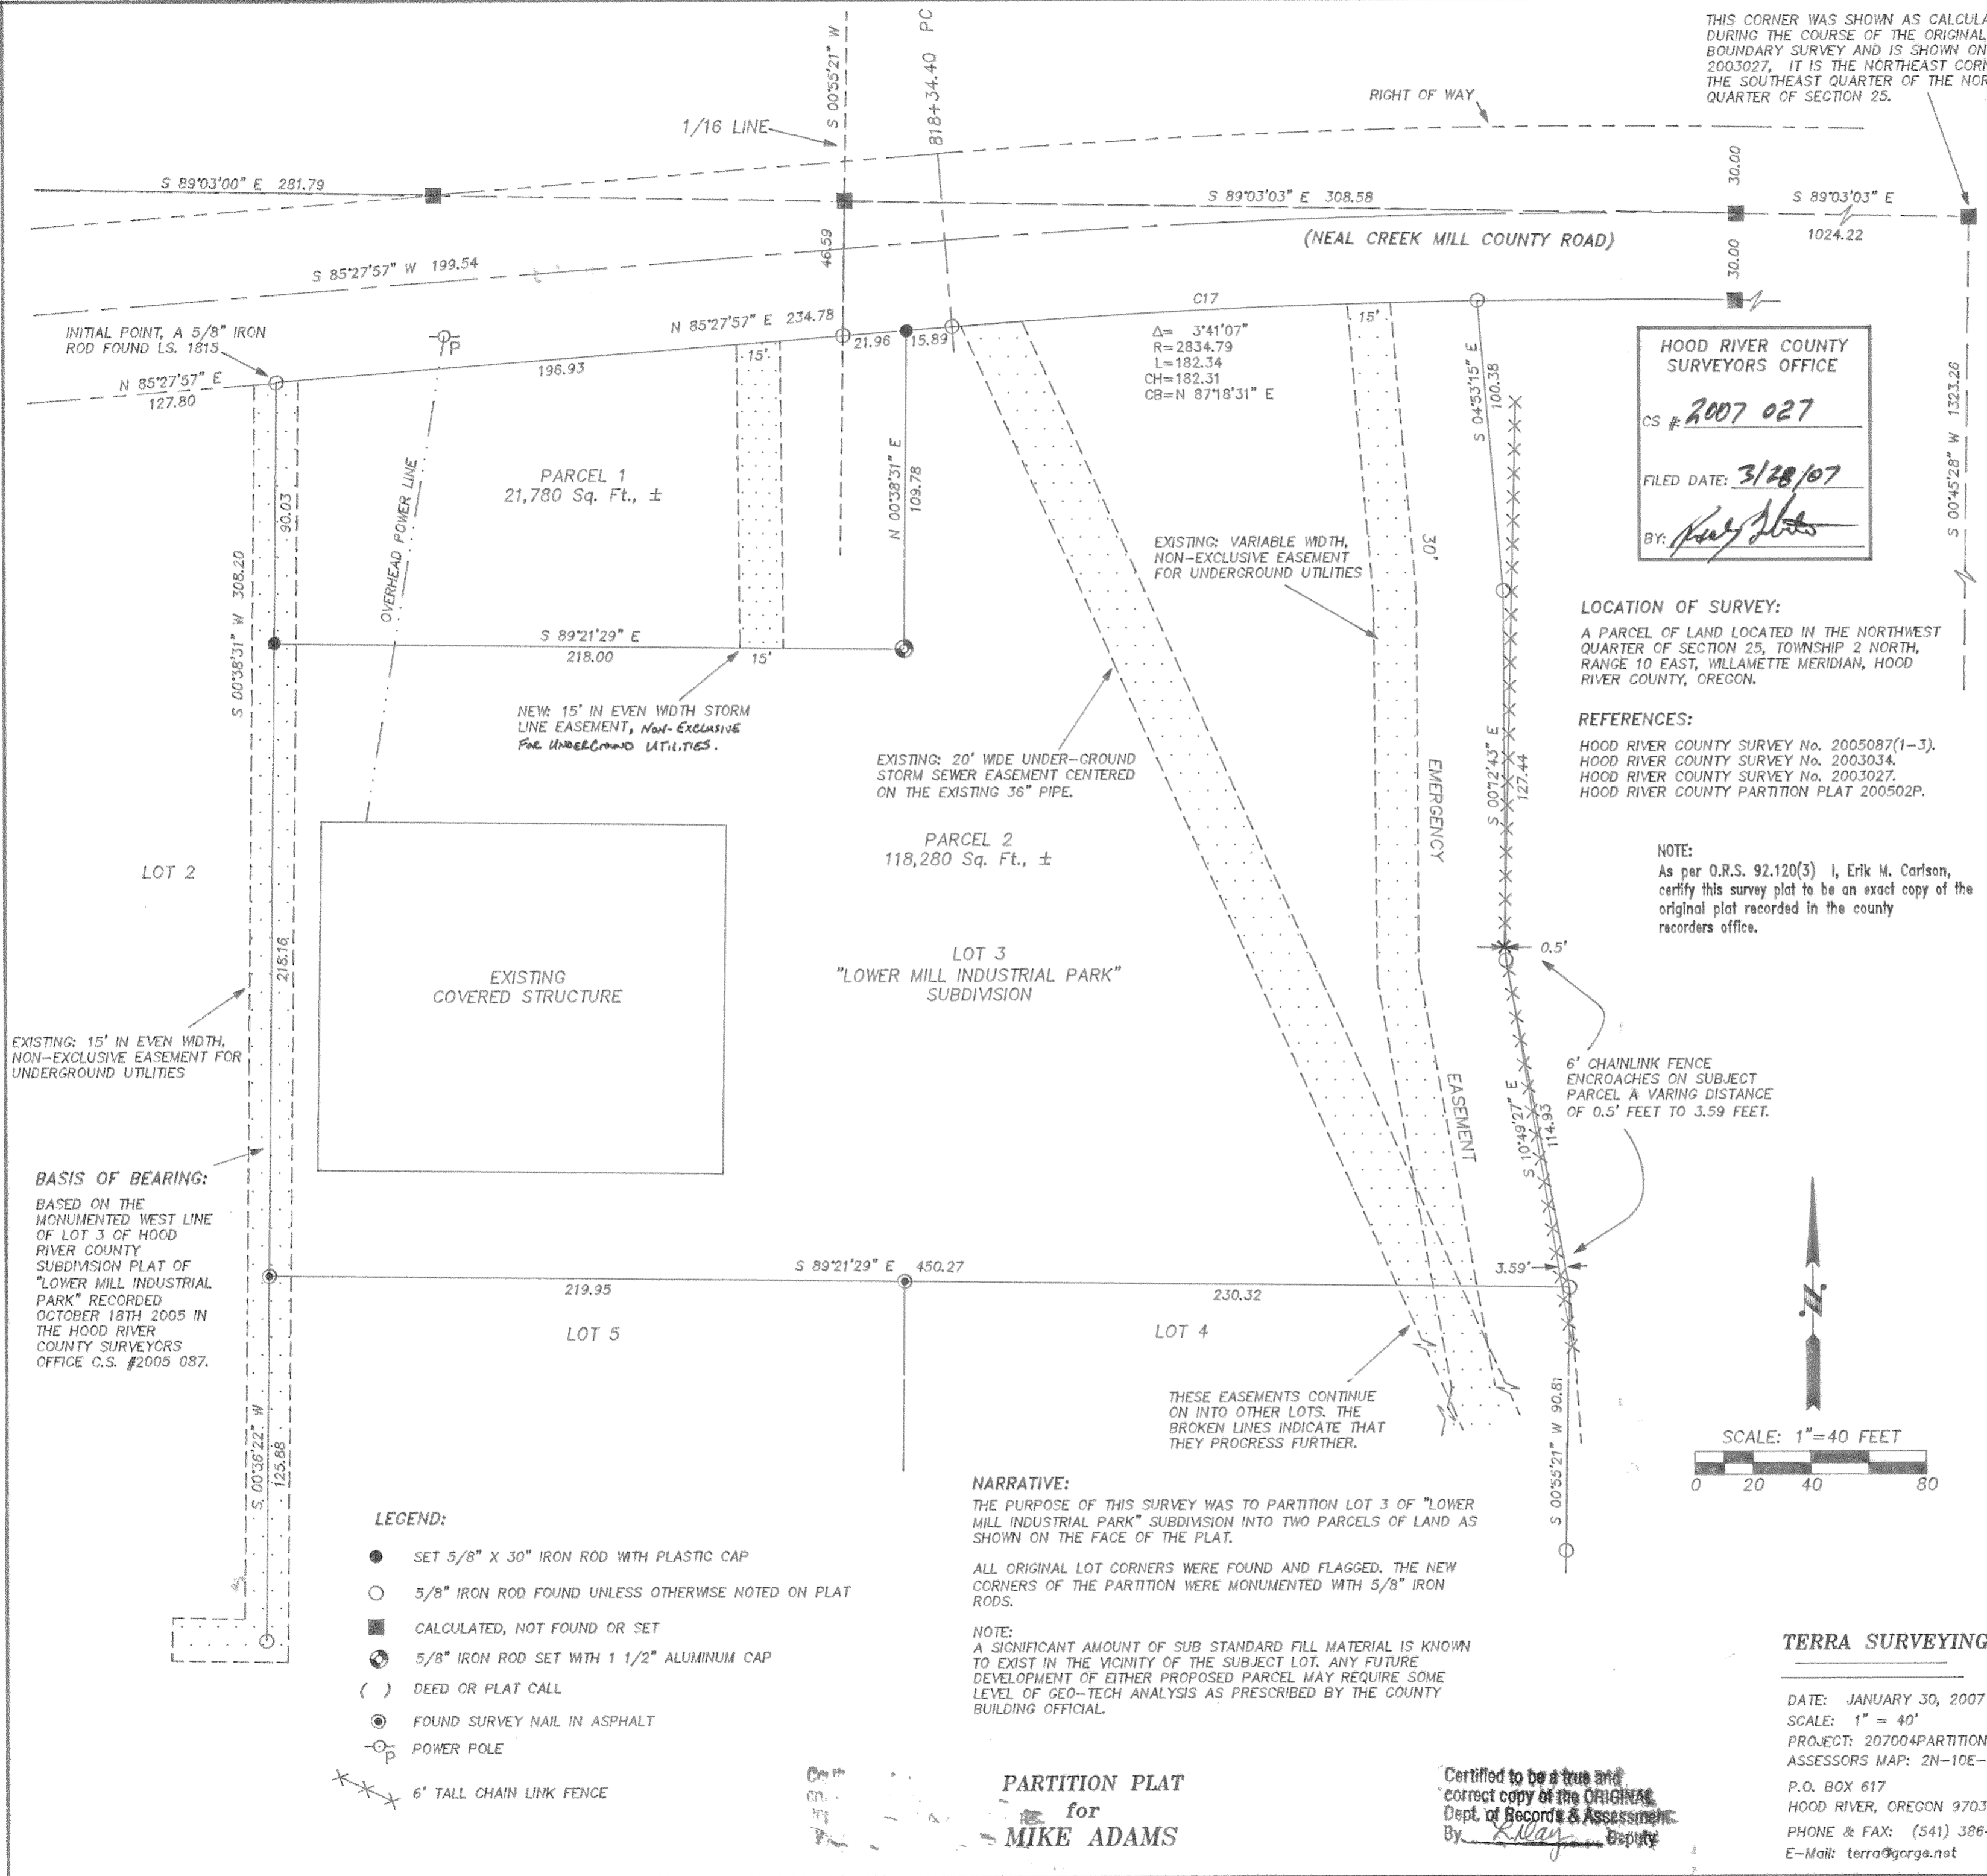 THIS CORNER WAS SHOWN AS
DURING THE COURSE OF THE ORIGINAL
BOUNDARY SURVEY AND IS SHOWN ON
2003027, IT IS THE NORTHEAST
THE SOUTHEAST QUARTER OF THE
QUARTER OF SECTION 25.
S 00°55'21" W
818+34.40 PC
1/16 LINE
RIGHT OF WAY
S 89°03'00" E 281.79
S 89°03'03" E 308.58
30.00
S 89°03'03" E
1024.22
46.59
(NEAL CREEK MILL COUNTY ROAD)
30.00
S 85°27'57" W 199.54
INITIAL POINT, A 5/8" IRON
ROD FOUND LS. 1815
N 85°27'57" E
127.80
P
N 85°27'57" E 234.78
196.93
15'
21.96
15.89
C17
Δ= 3°41'07"
R=2834.79
L=182.34
CH=182.31
CB=N 87°18'31" E
15'
S 04°53'15" E
100.38
HOOD RIVER COUNTY
SURVEYORS OFFICE
CS # 2007 027
FILED DATE: 3/28/07
BY:
S 00°45'28" W 1323.26
90.03
S 00°38'31" W 308.20
OVERHEAD POWER LINE
PARCEL 1
21,780 Sq. Ft., ±
N 00°38'31" E
109.78
EXISTING: VARIABLE WIDTH,
NON-EXCLUSIVE EASEMENT
FOR UNDERGROUND UTILITIES
30'
S 89°21'29" E
218.00
15'
NEW: 15' IN EVEN WIDTH STORM
LINE EASEMENT, NON-EXCLUSIVE
FOR UNDERGROUND UTILITIES.
LOCATION OF SURVEY:
A PARCEL OF LAND LOCATED IN THE NORTHWEST
QUARTER OF SECTION 25, TOWNSHIP 2 NORTH,
RANGE 10 EAST, WILLAMETTE MERIDIAN, HOOD
RIVER COUNTY, OREGON.
REFERENCES:
HOOD RIVER COUNTY SURVEY No. 2005087(1-3).
HOOD RIVER COUNTY SURVEY No. 2003034.
HOOD RIVER COUNTY SURVEY No. 2003027.
HOOD RIVER COUNTY PARTITION PLAT 200502P.
EXISTING: 20' WIDE UNDER-GROUND
STORM SEWER EASEMENT CENTERED
ON THE EXISTING 36" PIPE.
S 00°12'43" E
127.44
EMERGENCY
EASEMENT
PARCEL 2
118,280 Sq. Ft., ±
LOT 2
NOTE:
As per O.R.S. 92.120(3) I, Erik M. Carlson,
certify this survey plat to be an exact copy of the
original plat recorded in the county
recorders office.
218.16
EXISTING
COVERED STRUCTURE
LOT 3
"LOWER MILL INDUSTRIAL PARK"
SUBDIVISION
0.5'
EXISTING: 15' IN EVEN WIDTH,
NON-EXCLUSIVE EASEMENT FOR
UNDERGROUND UTILITIES
6' CHAINLINK FENCE
ENCROACHES ON SUBJECT
PARCEL A VARING DISTANCE
OF 0.5' FEET TO 3.59 FEET.
S 10°49'27" E
114.93
BASIS OF BEARING:
BASED ON THE
MONUMENTED WEST LINE
OF LOT 3 OF HOOD
RIVER COUNTY
SUBDIVISION PLAT OF
"LOWER MILL INDUSTRIAL
PARK" RECORDED
OCTOBER 18TH 2005 IN
THE HOOD RIVER
COUNTY SURVEYORS
OFFICE C.S. #2005 087.
S 89°21'29" E 450.27
219.95
230.32
3.59'
LOT 5
LOT 4
N
THESE EASEMENTS CONTINUE
ON INTO OTHER LOTS. THE
BROKEN LINES INDICATE THAT
THEY PROGRESS FURTHER.
S 00°36'22" W
125.88
S 00°55'21" W 90.81
SCALE: 1"=40 FEET
0 20 40 80
LEGEND:
SET 5/8" X 30" IRON ROD WITH PLASTIC CAP
5/8" IRON ROD FOUND UNLESS OTHERWISE NOTED ON PLAT
CALCULATED, NOT FOUND OR SET
5/8" IRON ROD SET WITH 1 1/2" ALUMINUM CAP
( ) DEED OR PLAT CALL
FOUND SURVEY NAIL IN ASPHALT
P POWER POLE
6' TALL CHAIN LINK FENCE
NARRATIVE:
THE PURPOSE OF THIS SURVEY WAS TO PARTITION LOT 3 OF "LOWER
MILL INDUSTRIAL PARK" SUBDIVISION INTO TWO PARCELS OF LAND AS
SHOWN ON THE FACE OF THE PLAT.
ALL ORIGINAL LOT CORNERS WERE FOUND AND FLAGGED. THE NEW
CORNERS OF THE PARTITION WERE MONUMENTED WITH 5/8" IRON
RODS.
NOTE:
A SIGNIFICANT AMOUNT OF SUB STANDARD FILL MATERIAL IS KNOWN
TO EXIST IN THE VICINITY OF THE SUBJECT LOT. ANY FUTURE
DEVELOPMENT OF EITHER PROPOSED PARCEL MAY REQUIRE SOME
LEVEL OF GEO-TECH ANALYSIS AS PRESCRIBED BY THE COUNTY
BUILDING OFFICIAL.
PARTITION PLAT
for
MIKE ADAMS
Certified to be a true and
correct copy of the ORIGINAL
Dept. of Records & Assessment
By Deputy
TERRA SURVEYING
DATE: JANUARY 30, 2007
SCALE: 1" = 40'
PROJECT: 207004PARTITION
ASSESSORS MAP: 2N-10E-
P.O. BOX 617
HOOD RIVER, OREGON 9703
PHONE & FAX: (541) 386-
E-Mail: terra@gorge.net